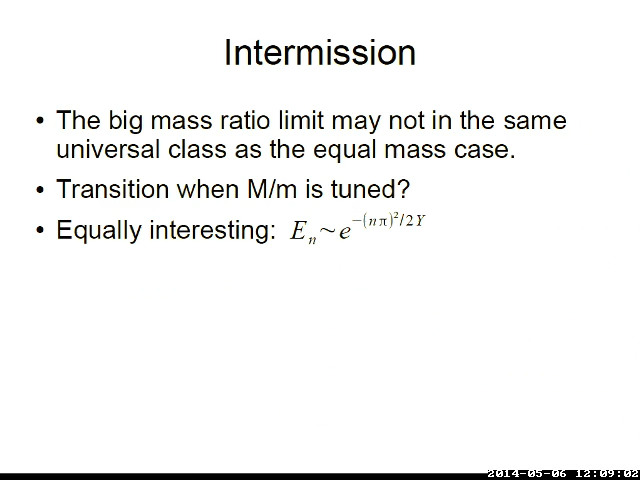 Intermission
• The big mass ratio limit may not in the same
universal class as the equal mass case.
• Transition when M/m is tuned?
• Equally interesting: E_n~e^{-(nπ)^2/2Y}
2014-05-06 12:09:02